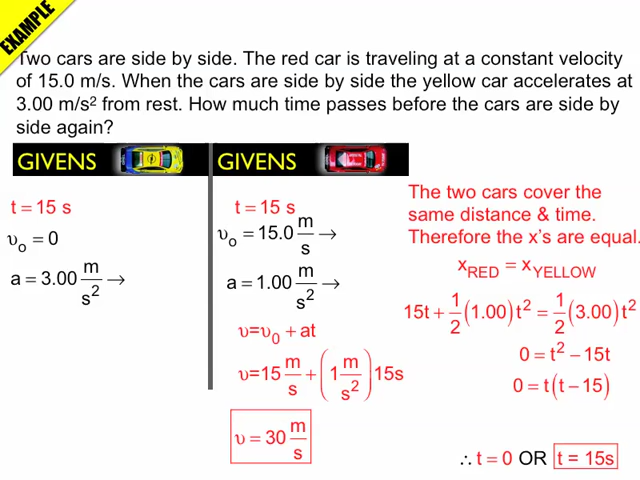 EXAMPLE
Two cars are side by side. The red car is traveling at a constant velocity
of 15.0 m/s. When the cars are side by side the yellow car accelerates at
3.00 m/s² from rest. How much time passes before the cars are side by
side again?
GIVENS
t = 15 s
υₒ = 0
a = 3.00 m/s² →
GIVENS
t = 15 s
υₒ = 15.0 m/s →
a = 1.00 m/s² →
υ=υ₀ + at
υ=15 m/s + (1 m/s²) 15s
υ = 30 m/s
The two cars cover the
same distance & time.
Therefore the x's are equal.
x_RED = x_YELLOW
15t + 1/2 (1.00) t² = 1/2 (3.00) t²
0 = t² − 15t
0 = t(t − 15)
∴ t = 0 OR t = 15s